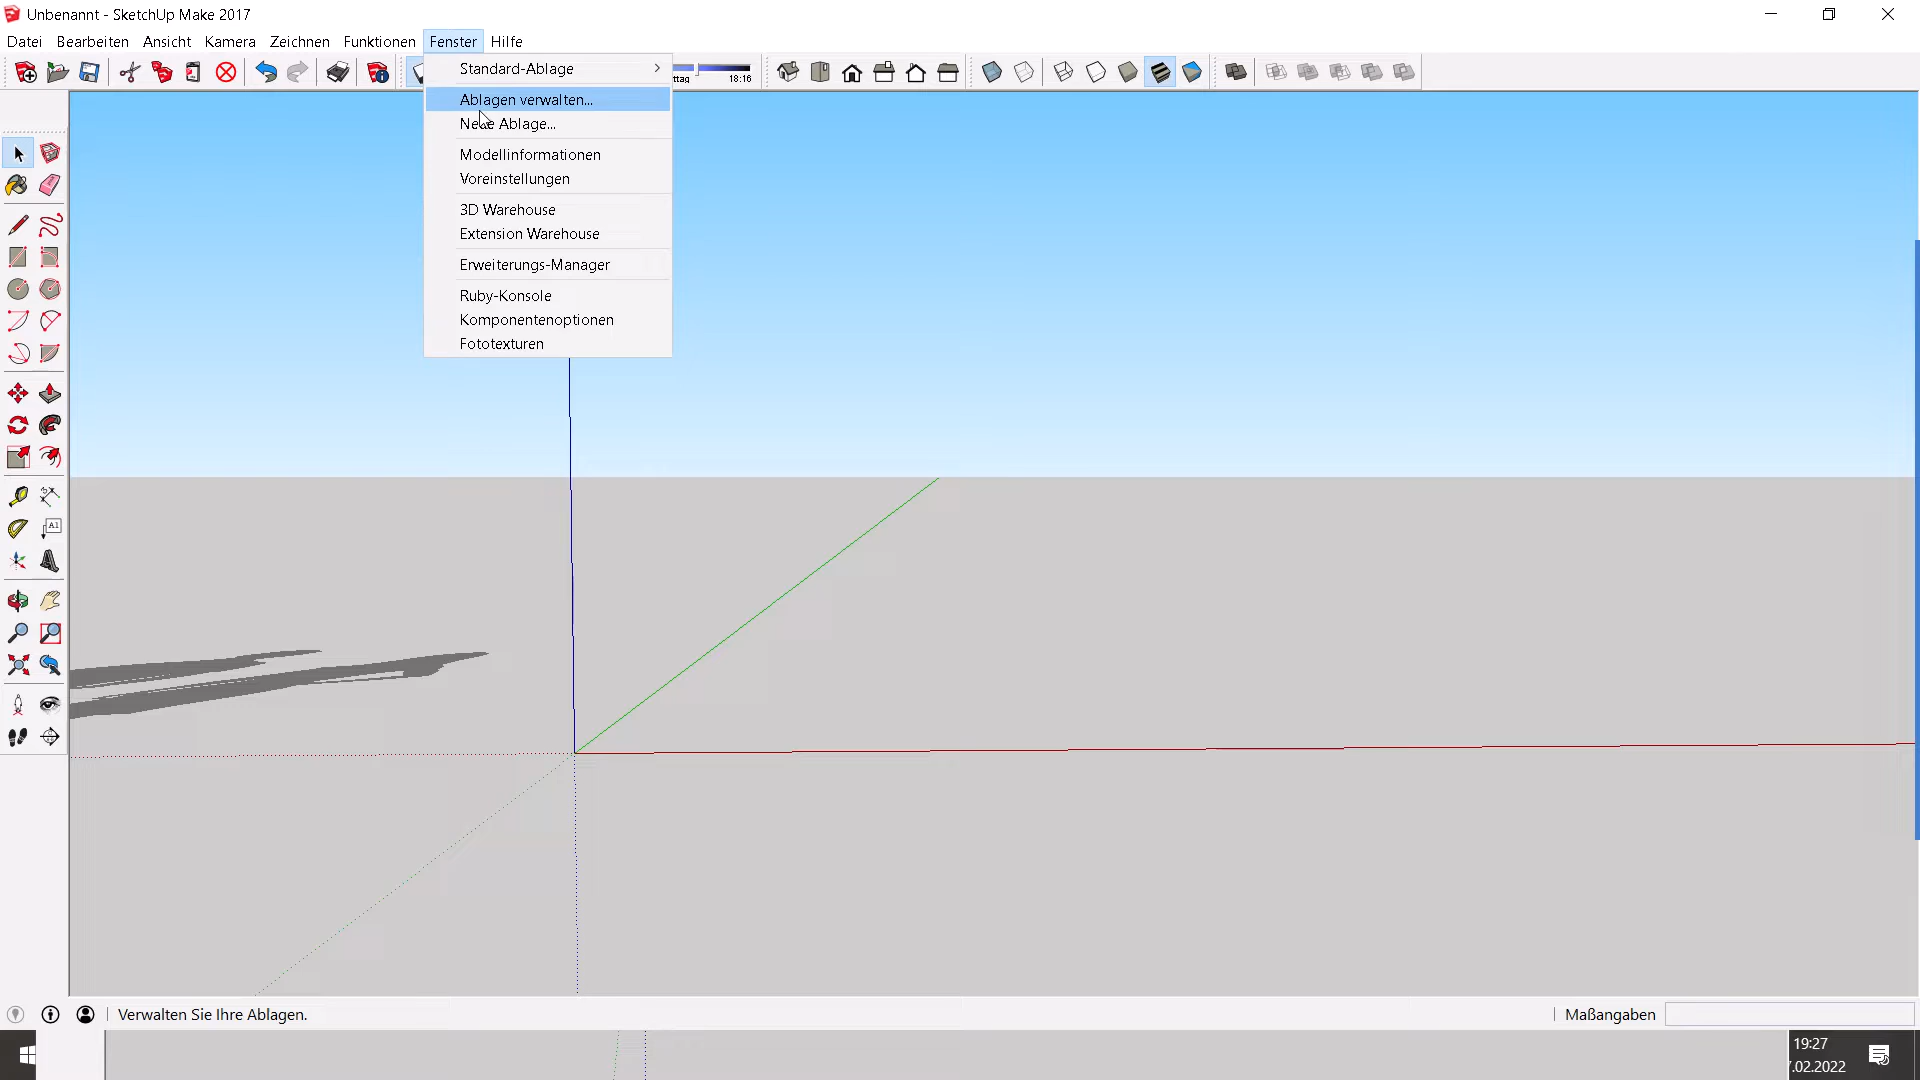 Unbenannt - SketchUp Make 2017
Datei Bearbeiten Ansicht Kamera Zeichnen Funktionen Fenster Hilfe
Standard-Ablage
ttag 18:16
Ablagen verwalten...
Neue Ablage...
Modellinformationen
Voreinstellungen
3D Warehouse
Extension Warehouse
Erweiterungs-Manager
Ruby-Konsole
Komponentenoptionen
Fototexturen
A1
Verwalten Sie Ihre Ablagen.
Maßangaben
19:27
.02.2022